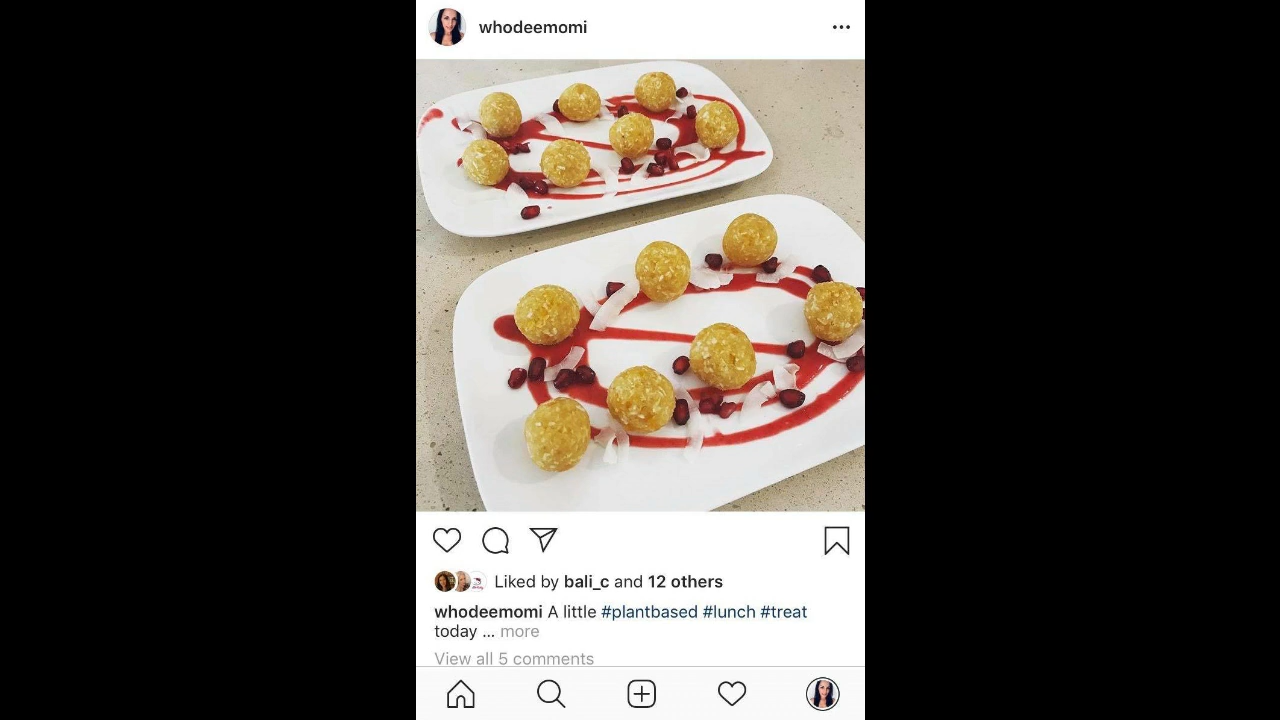 whodeemomi
Liked by bali_c and 12 others
whodeemomi A little #plantbased #lunch #treat
today ... more
View all 5 comments